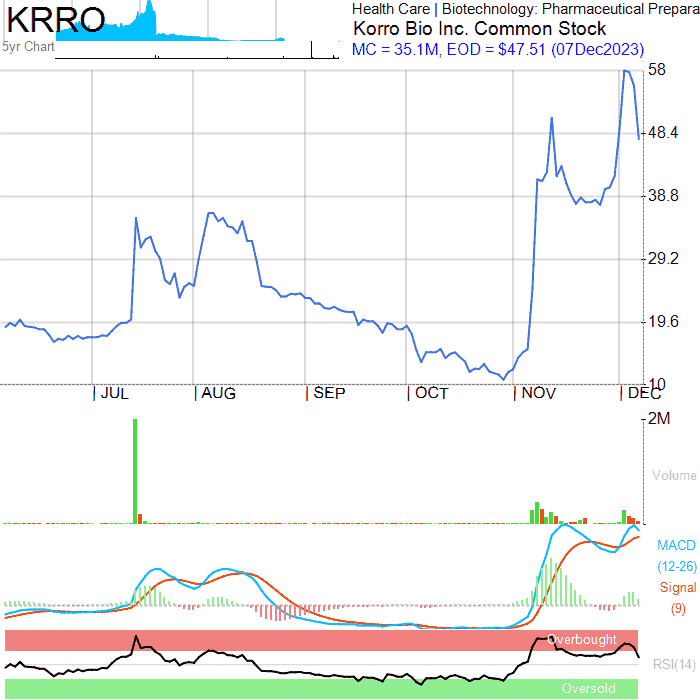 KRRO
5yr Chart
Health Care | Biotechnology: Pharmaceutical Prepara
Korro Bio Inc. Common Stock
MC = 35.1M, EOD = $47.51 (07Dec2023)
58
48.4
38.8
29.2
19.6
10
JUL AUG SEP OCT NOV DEC
2M
Volume
MACD
(12-26)
Signal
(9)
Overbought
RSI(14)
Oversold